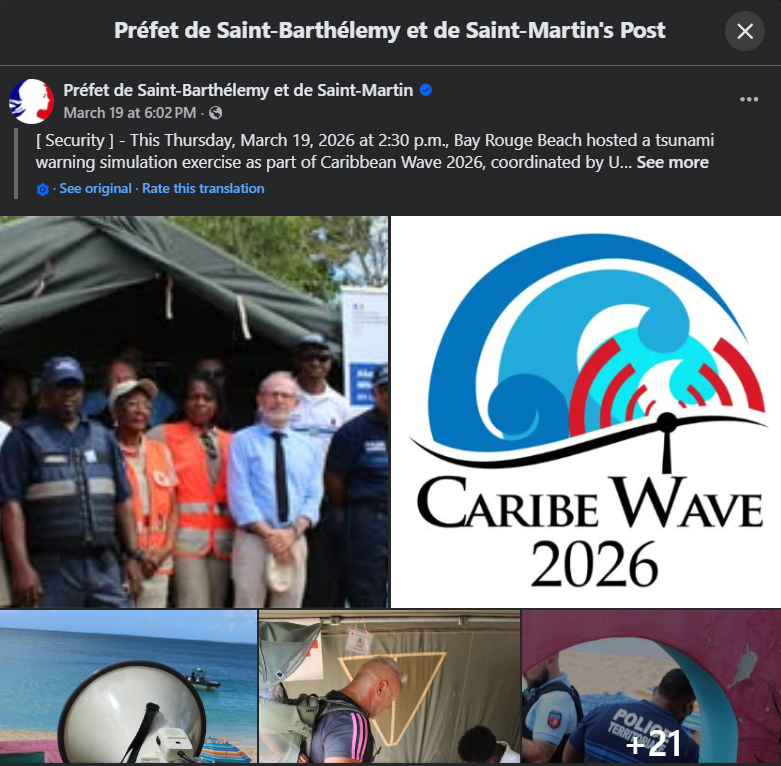 Préfet de Saint-Barthélemy et de Saint-Martin's Post
Préfet de Saint-Barthélemy et de Saint-Martin
March 19 at 6:02 PM ·
[ Security ] - This Thursday, March 19, 2026 at 2:30 p.m., Bay Rouge Beach hosted a tsunami
warning simulation exercise as part of Caribbean Wave 2026, coordinated by U... See more
· See original · Rate this translation
CARIBE WAVE
2026
POLICE
TERRITORIALE
+21